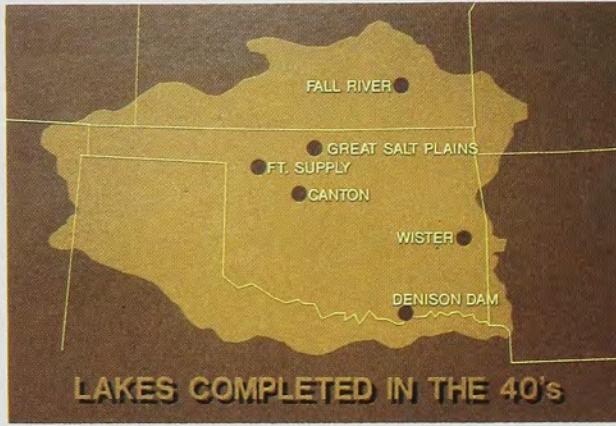 FALL RIVER
GREAT SALT PLAINS
FT. SUPPLY
CANTON
WISTER
DENISON DAM
LAKES COMPLETED IN THE 40's